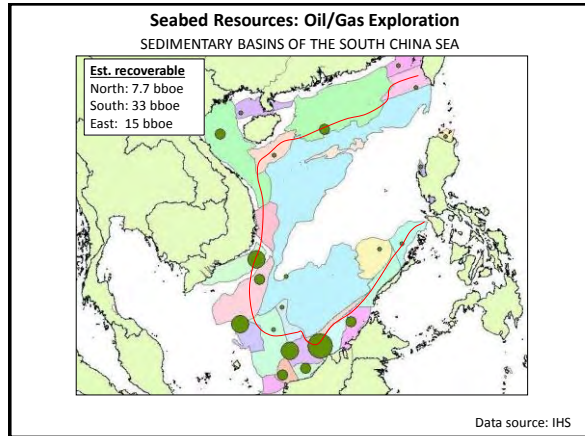 Seabed Resources: Oil/Gas Exploration
SEDIMENTARY BASINS OF THE SOUTH CHINA SEA
Est. recoverable
North: 7.7 bboe
South: 33 bboe
East:  15 bboe
Data source: IHS